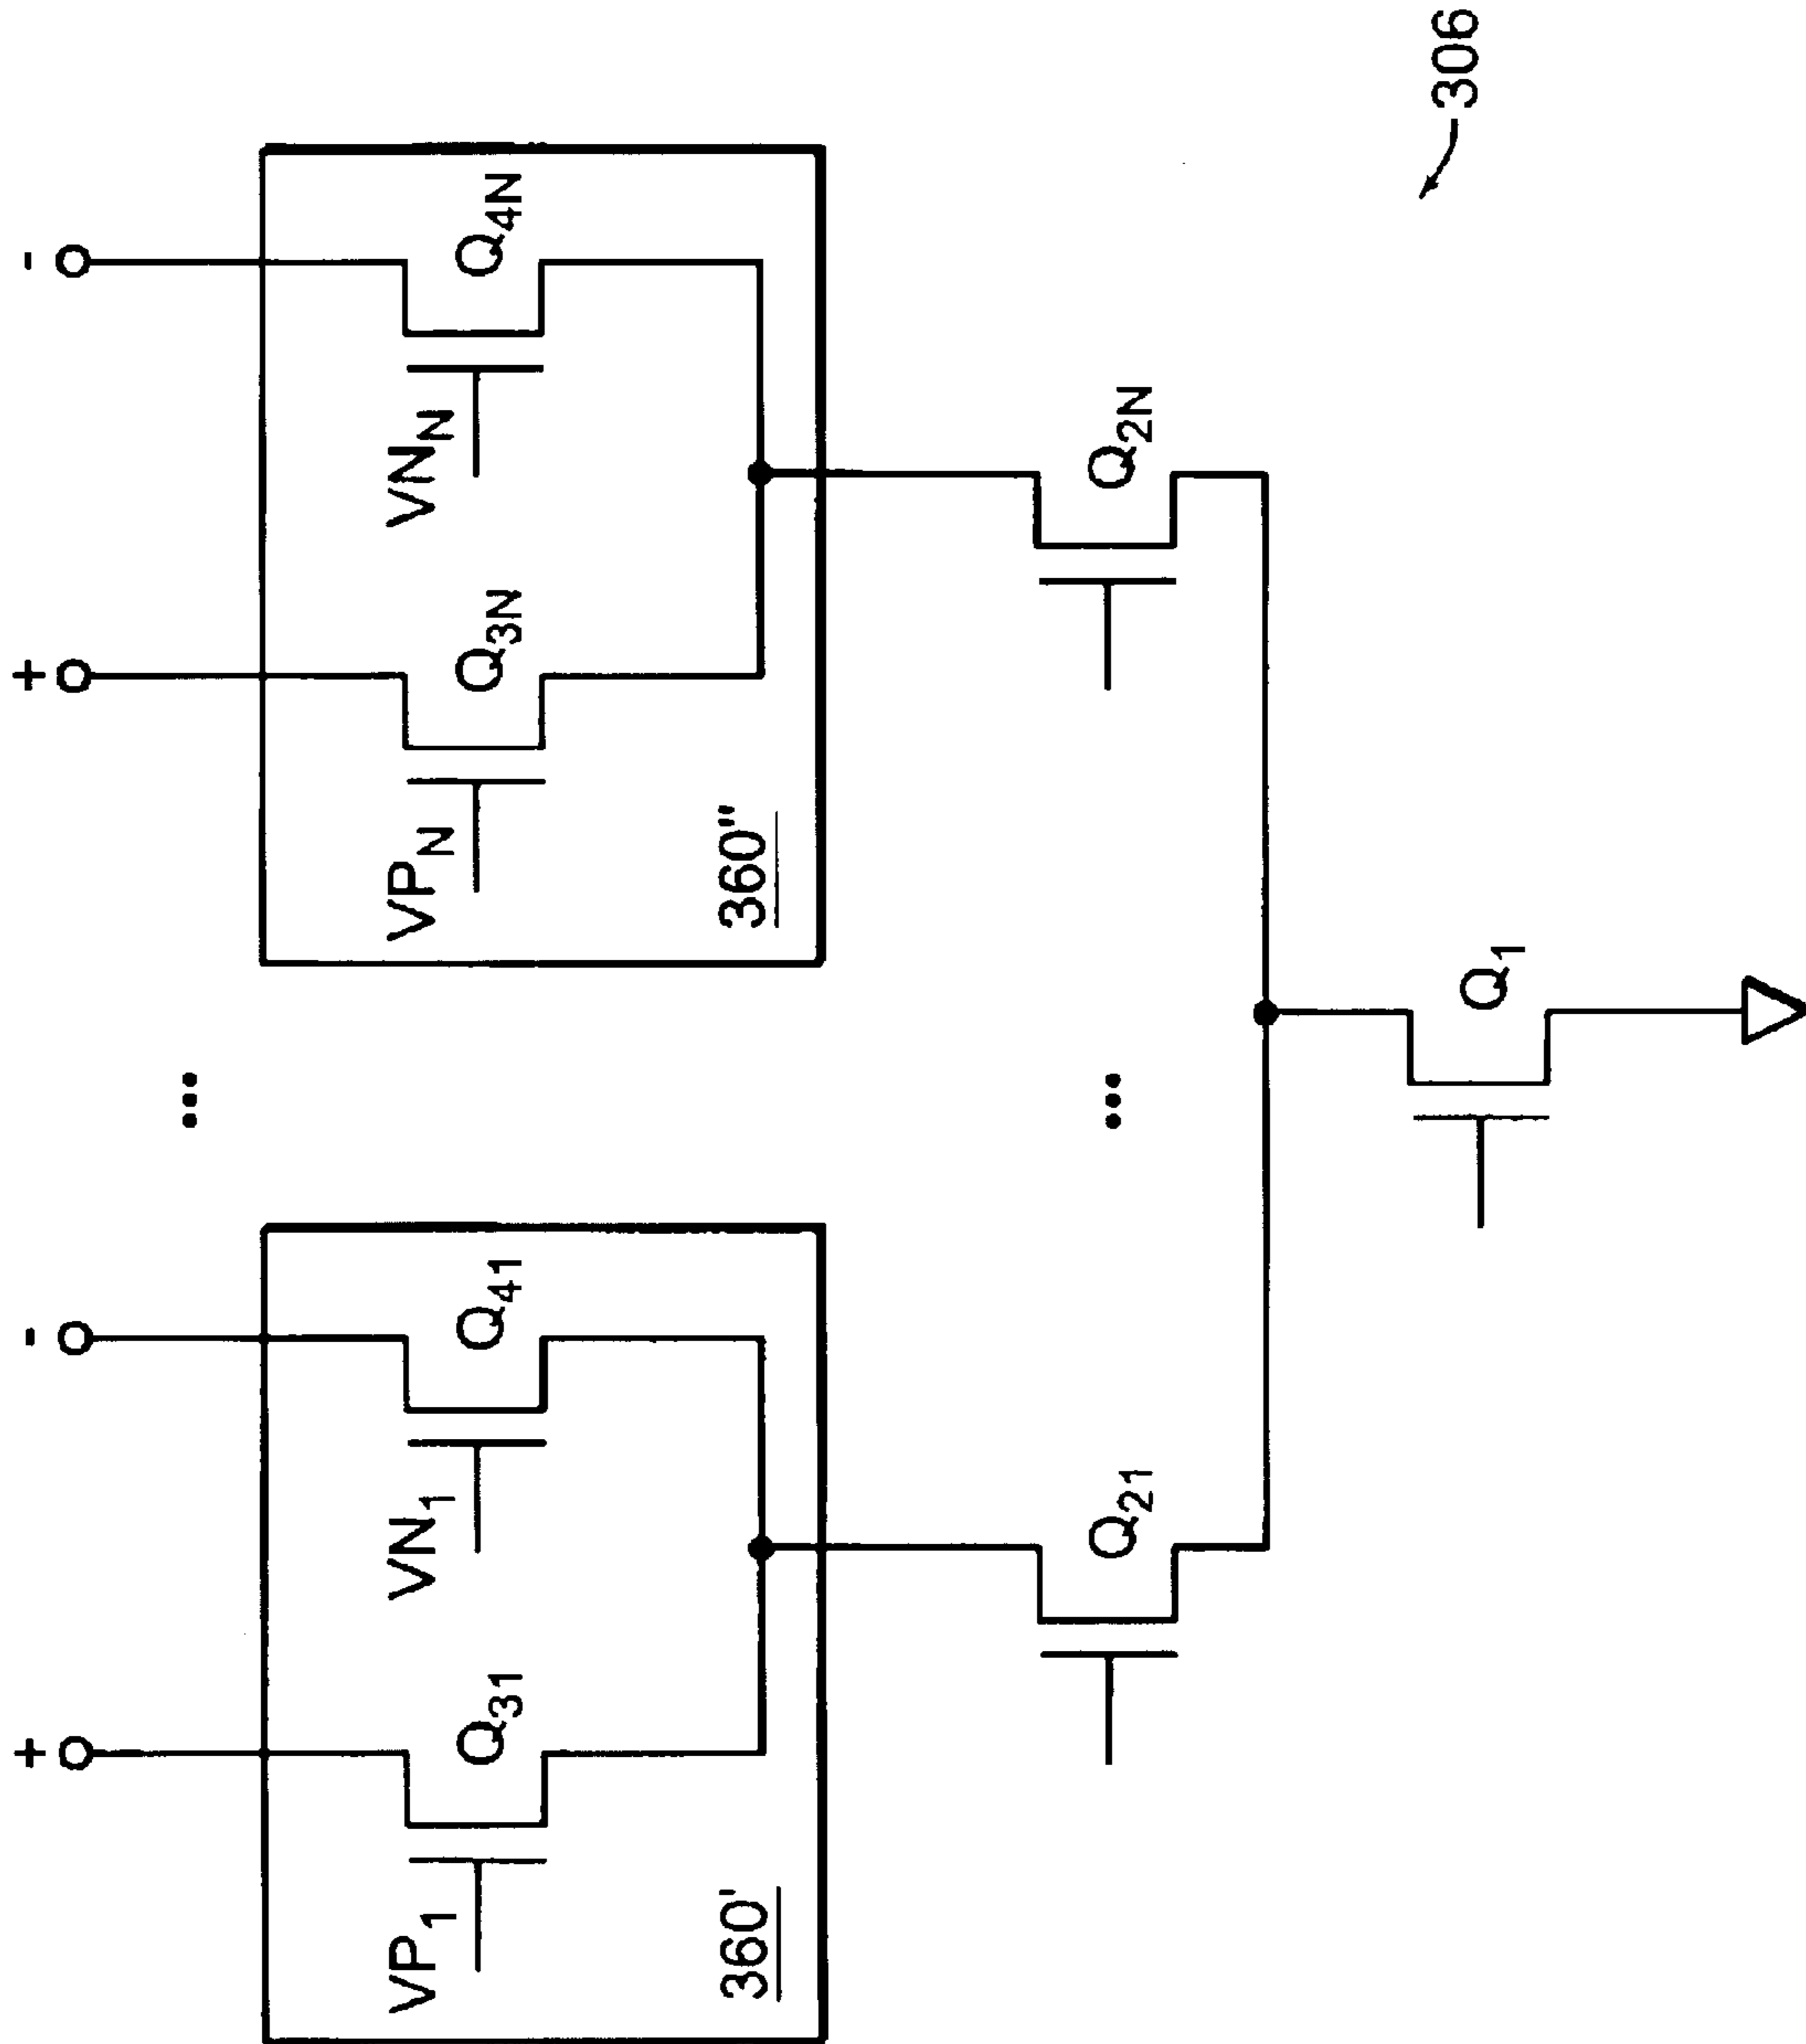 + - ... + -
VP1 Q31 VN1 Q41
VPN Q3N VNN Q4N
360' 360"
Q21 ... Q2N
Q1
306